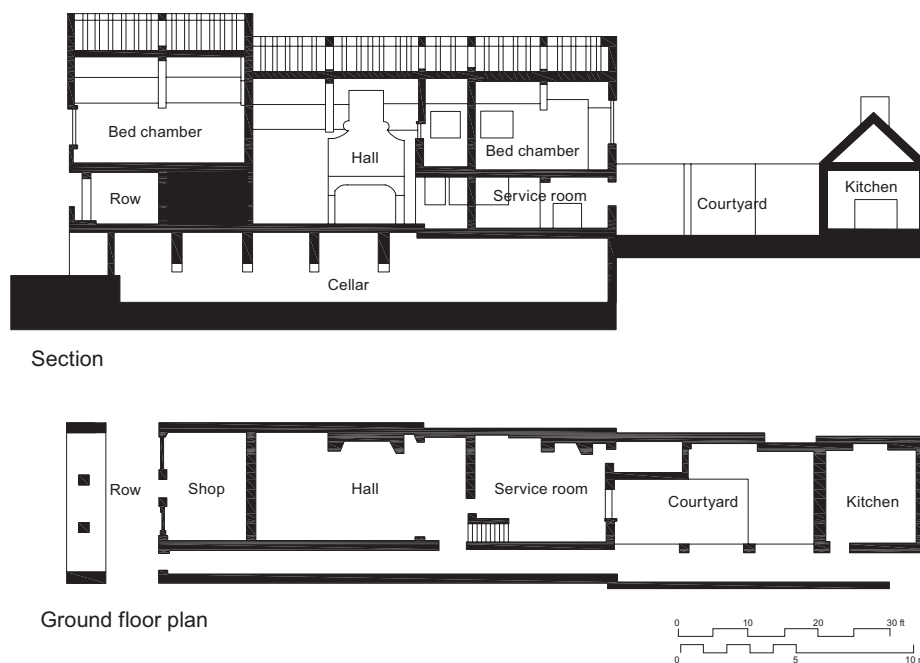 Bed chamber
Hall
Bed chamber
Row
Service room
Courtyard
Kitchen
Cellar
Section
Row
Shop
Hall
Service room
Courtyard
Kitchen
Ground floor plan
0 10 20 30 ft
0 5 10 m